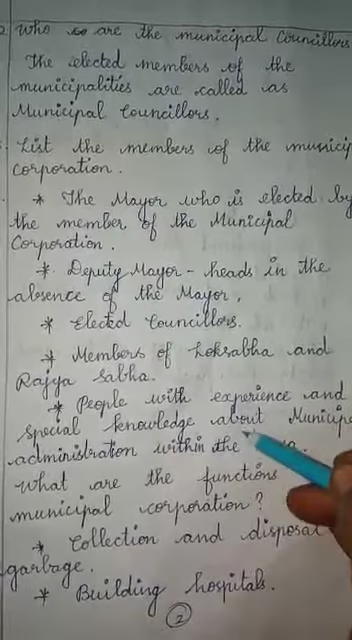 Who are the municipal Councillors
The elected members of the
municipalities are called as
Municipal Councillors.
List the members of the municip
corporation.
* The Mayor who is elected by
the member of the Municipal
Corporation.
* Deputy Mayor - heads in the
absence of the Mayor,
* Elected Councillors.
* Members of Loksabha and
Rajya Sabha.
* People with experience and
special knowledge about Municipa
administration within the
What are the functions
municipal corporation?
* Collection and disposal
garbage.
* Building hospitals.
2